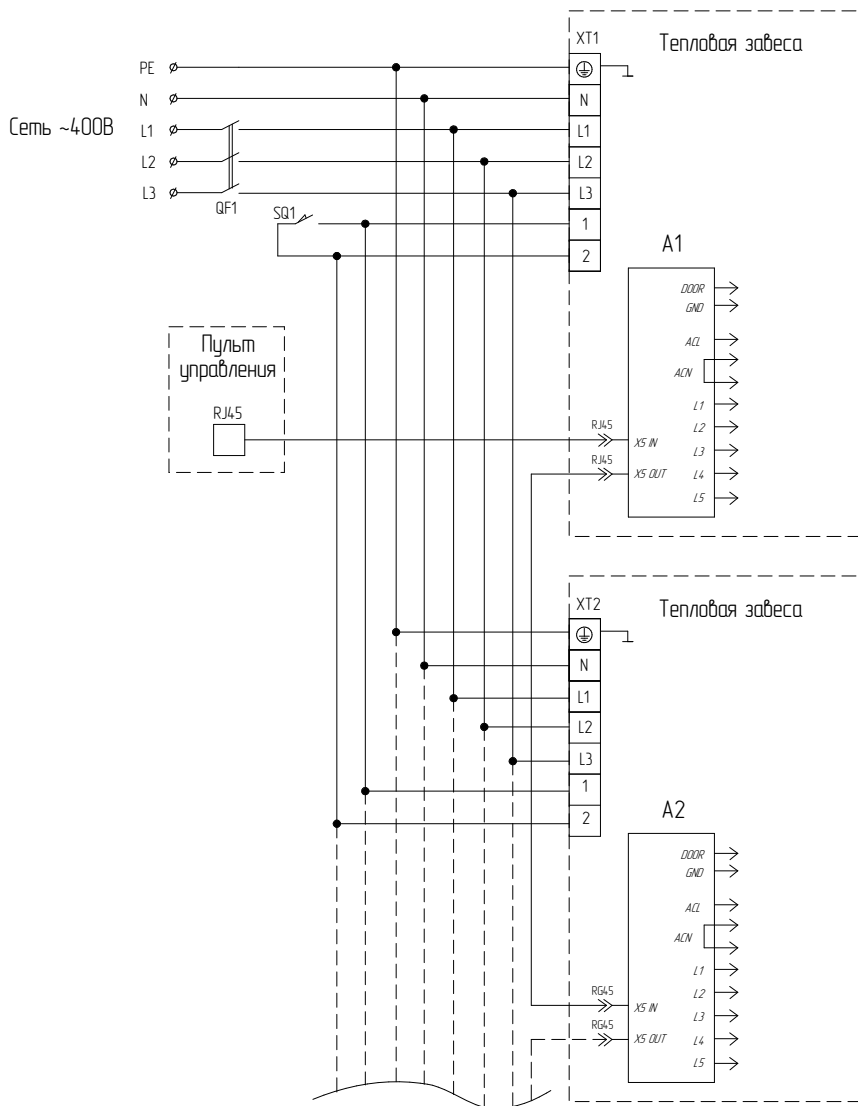 XT1
Тепловая завеса
PE
N
N
Сеть ~400В
L1
L1
L2
L2
L3
L3
QF1
SQ1
1
2
A1
DOOR
GND
ACL
ACN
L1
L2
L3
L4
L5
Пульт
управления
RJ45
RJ45
X5 IN
RJ45
X5 OUT
XT2
Тепловая завеса
N
L1
L2
L3
1
2
A2
DOOR
GND
ACL
ACN
L1
L2
L3
L4
L5
RG45
X5 IN
RG45
X5 OUT